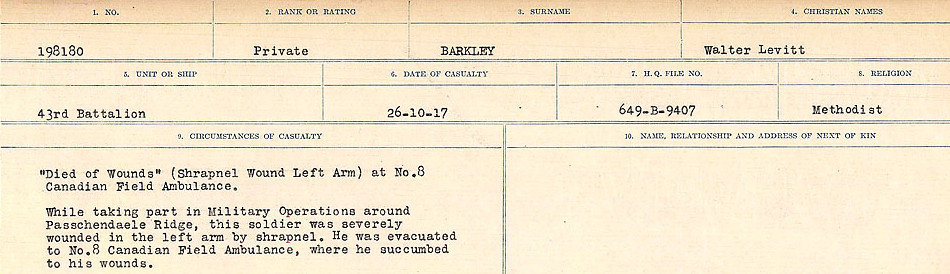 1. NO. 2. RANK OR RATING 3. SURNAME 4. CHRISTIAN NAMES
198180 Private BARKLEY Walter Levitt
5. UNIT OR SHIP 6. DATE OF CASUALTY 7. H.Q. FILE NO. 8. RELIGION
43rd Battalion 26-10-17 649-B-9407 Methodist
9. CIRCUMSTANCES OF CASUALTY 10. NAME, RELATIONSHIP AND ADDRESS OF NEXT OF KIN
"Died of Wounds" (Shrapnel Wound Left Arm) at No.8
Canadian Field Ambulance.
While taking part in Military Operations around
Passchendaele Ridge, this soldier was severely
wounded in the left arm by shrapnel. He was evacuated
to No.8 Canadian Field Ambulance, where he succumbed
to his wounds.